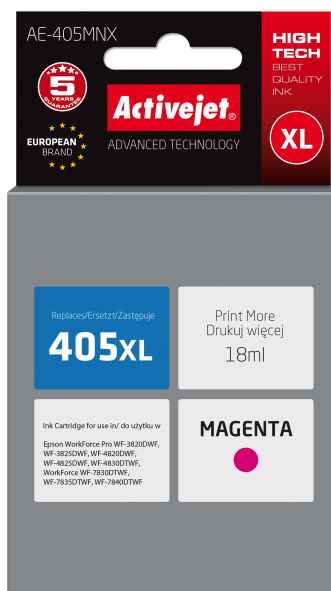 AE-405MNX
HIGH
TECH
BEST
QUALITY
INK
5
YEARS
GUARANTEE
Activejet®
EUROPEAN
BRAND
ADVANCED TECHNOLOGY
XL
Replaces/Ersetzt/Zastępuje
405XL
Print More
Drukuj więcej
18ml
Ink Cartridge for use in/ do użytku w
Epson WorkForce Pro WF-3820DWF,
WF-3825DWF, WF-4820DWF,
WF-4825DWF, WF-4830DTWF,
WorkForce WF-7830DTWF,
WF-7835DTWF, WF-7840DTWF
MAGENTA